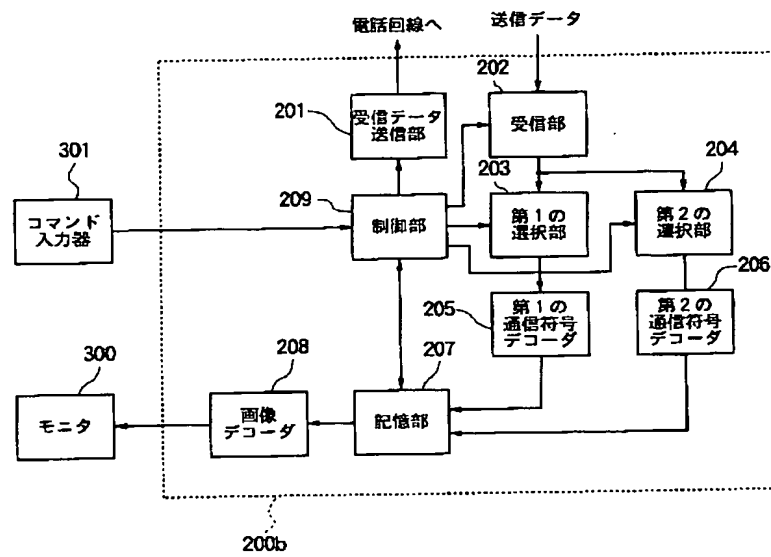 電話回線へ
送信データ
202
201
受信データ
送信部
受信部
301
203
204
209
コマンド
入力器
制御部
第1の
選択部
第2の
選択部
206
205
第1の
通信符号
デコーダ
第2の
通信符号
デコーダ
300
208
207
モニタ
画像
デコーダ
記憶部
200b